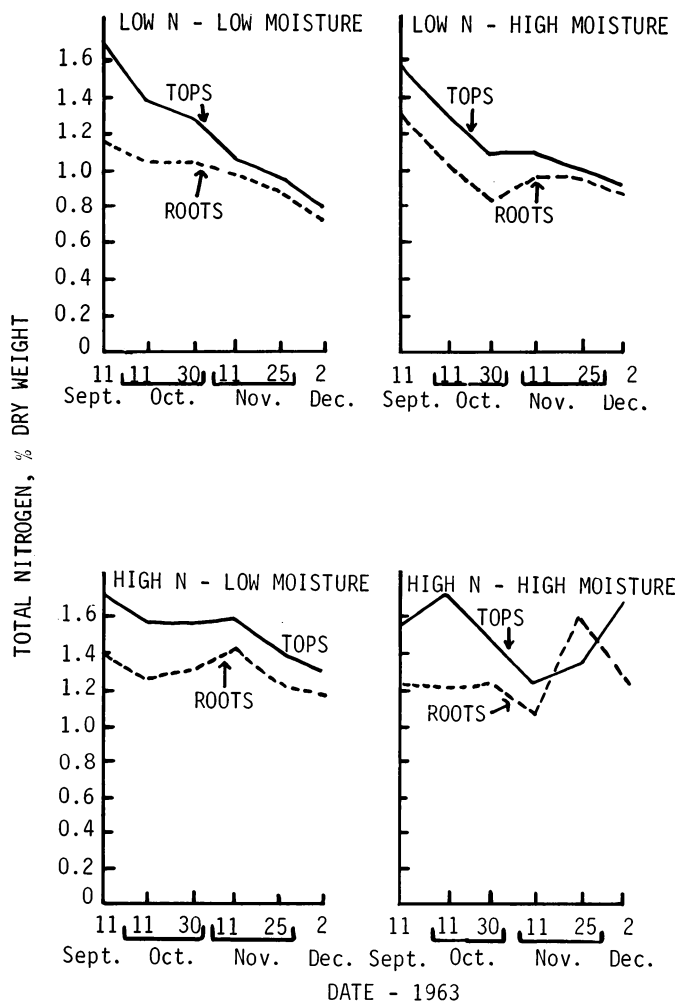 LOW N - LOW MOISTURE
1.6
1.4
1.2
1.0
0.8
0.6
0.4
0.2
0
TOPS
ROOTS
11 11 30 11 25 2
Sept. Oct. Nov. Dec.
LOW N - HIGH MOISTURE
TOPS
ROOTS
11 11 30 11 25 2
Sept. Oct. Nov. Dec.
TOTAL NITROGEN, % DRY WEIGHT
HIGH N - LOW MOISTURE
1.6
1.4
1.2
1.0
0.8
0.6
0.4
0.2
0
TOPS
ROOTS
11 11 30 11 25 2
Sept. Oct. Nov. Dec.
HIGH N - HIGH MOISTURE
TOPS
ROOTS
11 11 30 11 25 2
Sept. Oct. Nov. Dec.
DATE - 1963